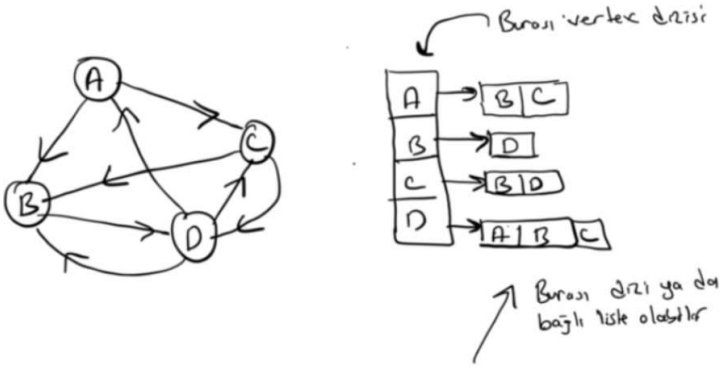 Burası vertex dizisi
A
C
B
D
A B C
B D
C B D
D A B C
Burası dizi ya da
bağlı liste olabilir